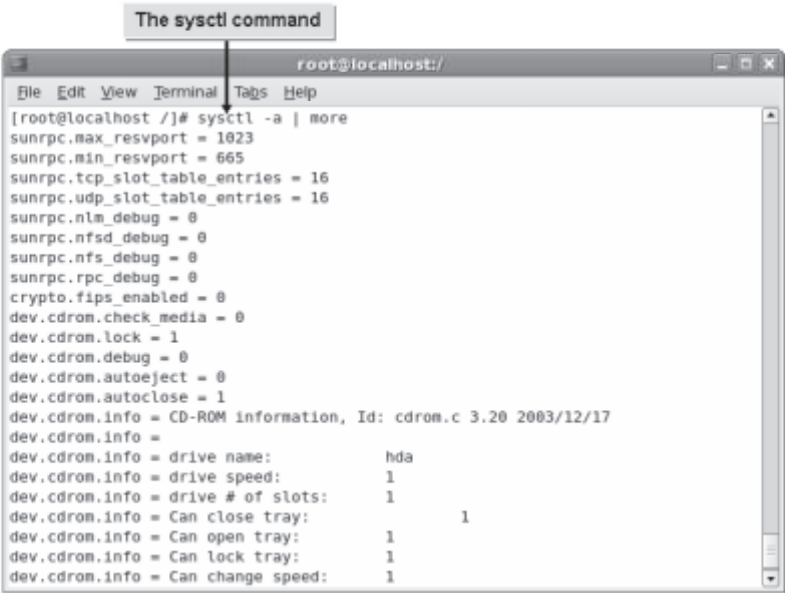 The sysctl command
root@localhost:/
File Edit View Terminal Tabs Help
[root@localhost /]# sysctl -a | more
sunrpc.max_resvport = 1023
sunrpc.min_resvport = 665
sunrpc.tcp_slot_table_entries = 16
sunrpc.udp_slot_table_entries = 16
sunrpc.nlm_debug = 0
sunrpc.nfsd_debug = 0
sunrpc.nfs_debug = 0
sunrpc.rpc_debug = 0
crypto.fips_enabled = 0
dev.cdrom.check_media = 0
dev.cdrom.lock = 1
dev.cdrom.debug = 0
dev.cdrom.autoeject = 0
dev.cdrom.autoclose = 1
dev.cdrom.info = CD-ROM information, Id: cdrom.c 3.20 2003/12/17
dev.cdrom.info =
dev.cdrom.info = drive name: hda
dev.cdrom.info = drive speed: 1
dev.cdrom.info = drive # of slots: 1
dev.cdrom.info = Can close tray: 1
dev.cdrom.info = Can open tray: 1
dev.cdrom.info = Can lock tray: 1
dev.cdrom.info = Can change speed: 1